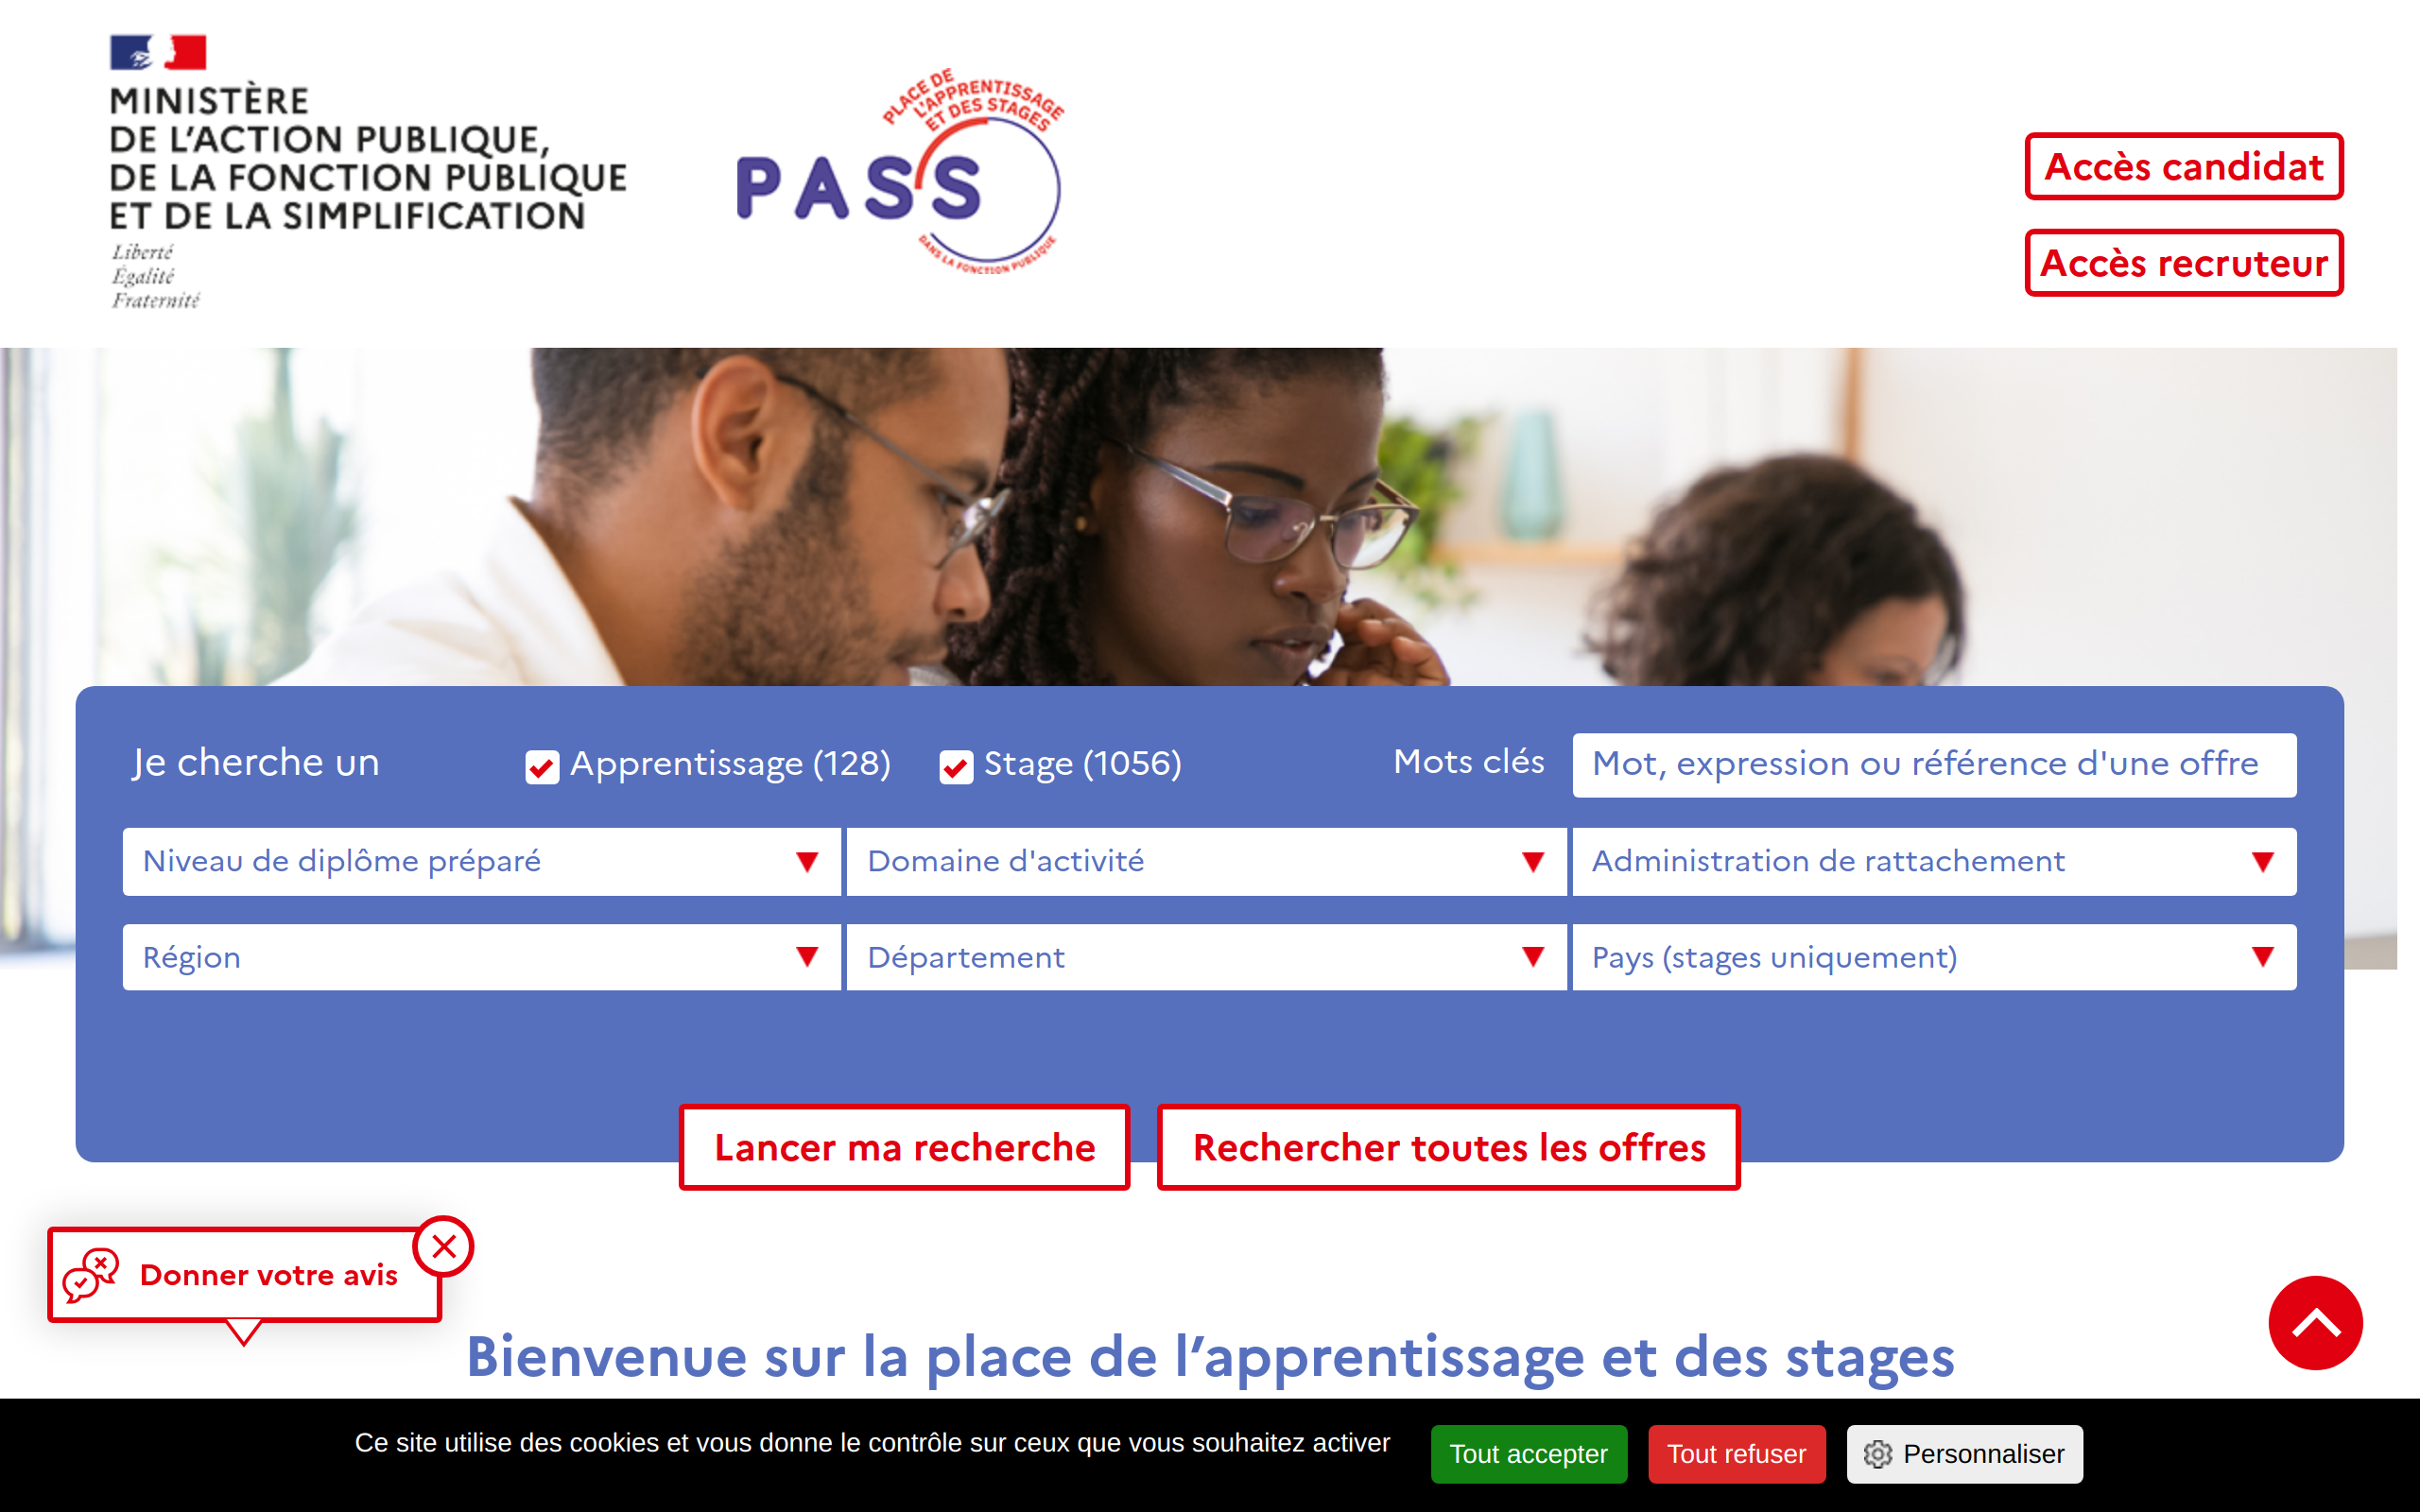 MINISTÈRE
DE L'ACTION PUBLIQUE,
DE LA FONCTION PUBLIQUE
ET DE LA SIMPLIFICATION
Liberté
Égalité
Fraternité
PLACE DE
L'APPRENTISSAGE
ET DES STAGES
PASS
DANS LA FONCTION PUBLIQUE
Accès candidat
Accès recruteur
Je cherche un
Apprentissage (128)
Stage (1056)
Mots clés
Mot, expression ou référence d'une offre
Niveau de diplôme préparé
Domaine d'activité
Administration de rattachement
Région
Département
Pays (stages uniquement)
Lancer ma recherche
Rechercher toutes les offres
Donner votre avis
Bienvenue sur la place de l’apprentissage et des stages
Ce site utilise des cookies et vous donne le contrôle sur ceux que vous souhaitez activer
Tout accepter
Tout refuser
Personnaliser